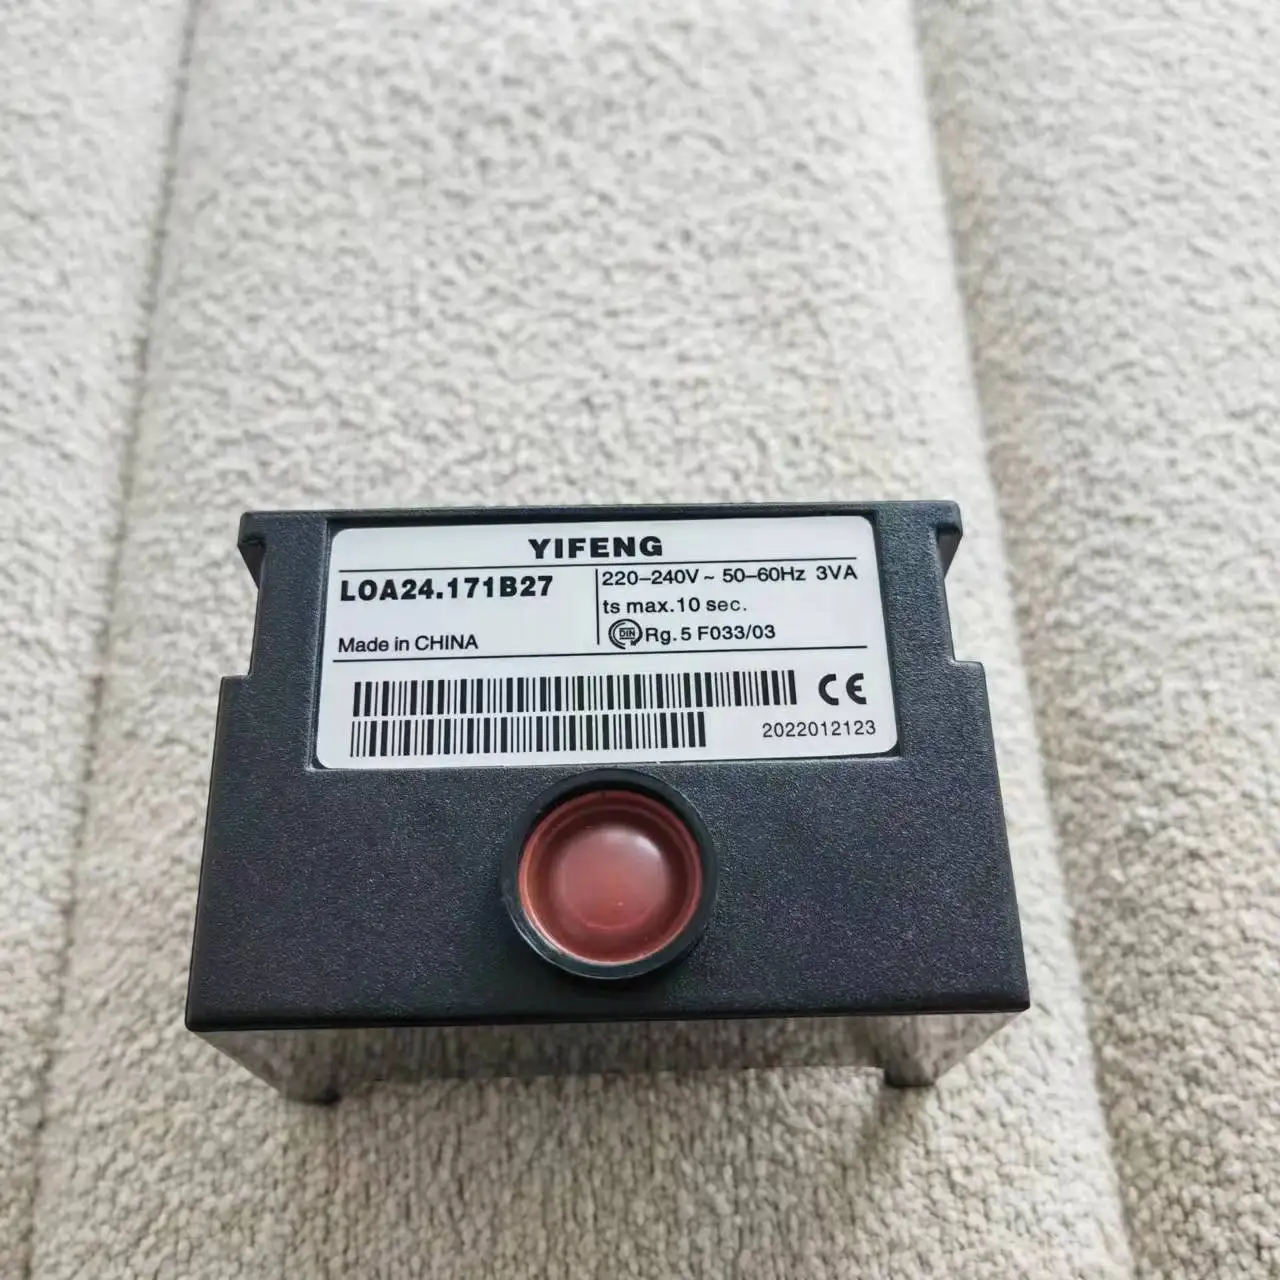 YIFENG
LOA24.171B27
220-240V ~ 50-60Hz 3VA
ts max.10 sec.
Made in CHINA
DIN Rg. 5 F033/03
CE
2022012123